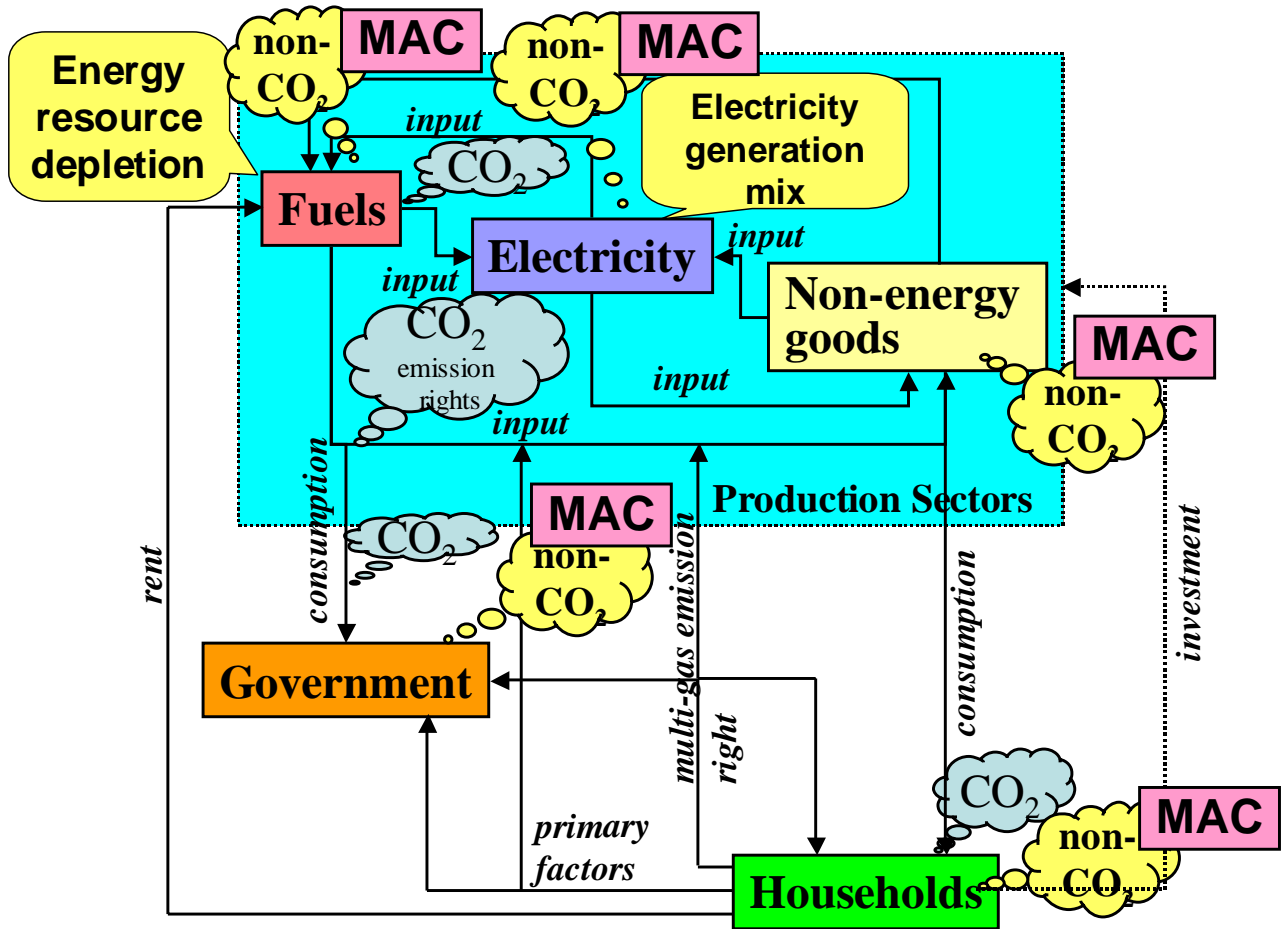 non-
CO2
MAC
non-
CO2
MAC
Energy
resource
depletion
input
CO2
Electricity
generation
mix
Fuels
input
Electricity
input
Non-energy
goods
CO2
emission
rights
input
input
MAC
non-
CO2
Production Sectors
consumption
CO2
MAC
non-
CO2
rent
multi-gas emission
right
consumption
investment
Government
primary
factors
CO2
MAC
non-
CO2
Households